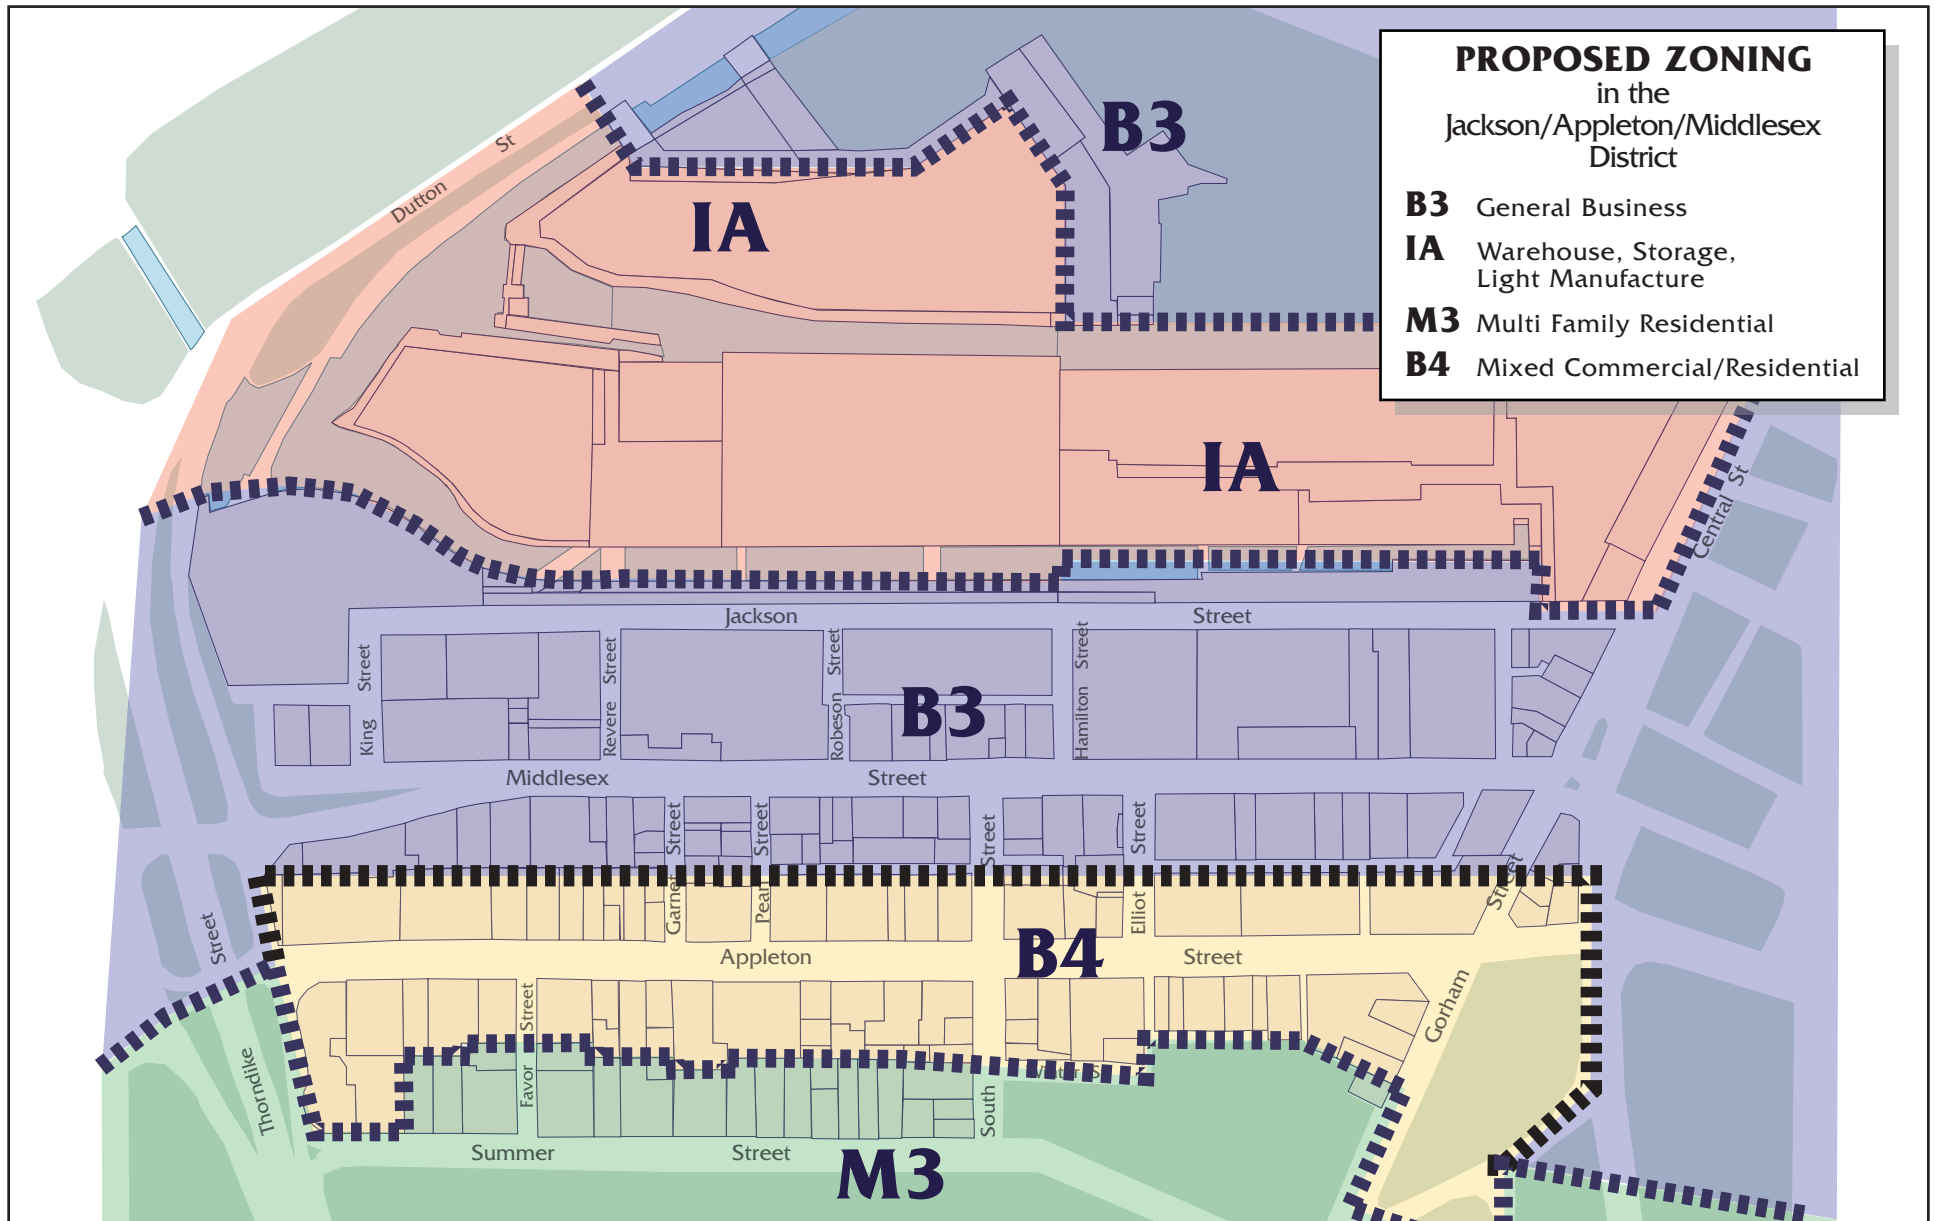 PROPOSED ZONING
in the
Jackson/Appleton/Middlesex
District
B3 General Business
IA Warehouse, Storage,
Light Manufacture
M3 Multi Family Residential
B4 Mixed Commercial/Residential
B3
IA
IA
B3
B4
M3
Dutton St
Central St
Jackson Street
King Street
Revere Street
Robeson Street
Hamilton Street
Middlesex Street
Garnet Street
Pearl Street
South Street
Elliot Street
Gorham Street
Appleton Street
Thorndike Street
Favor Street
Winter S
Summer Street